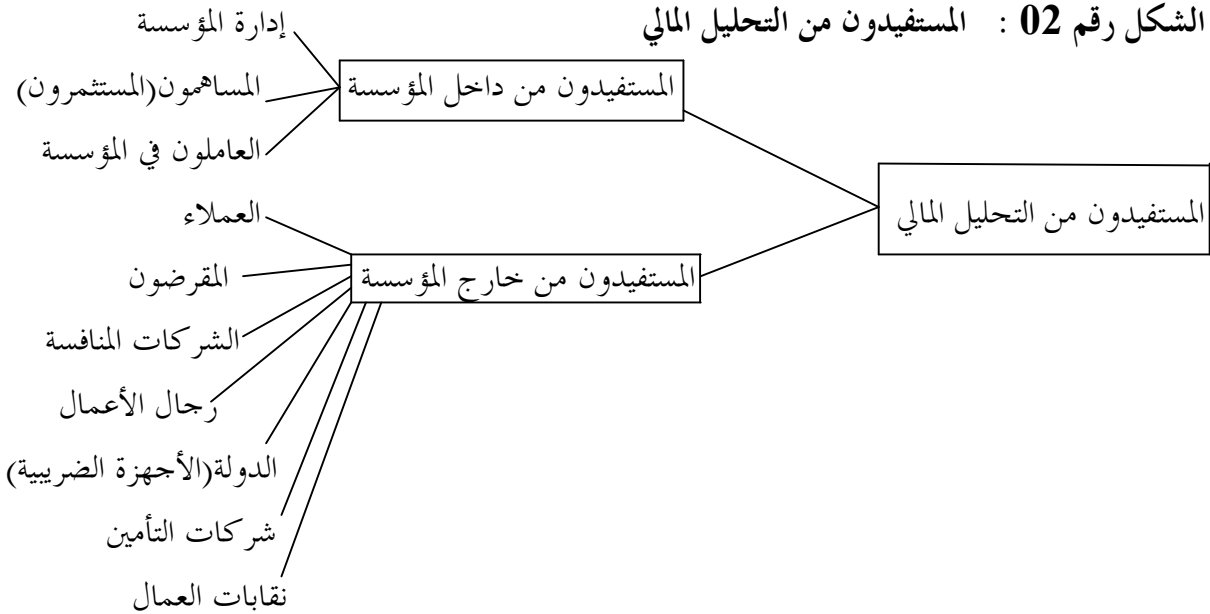 الشكل رقم 02 : المستفيدون من التحليل المالي
إدارة المؤسسة
المستفيدون من داخل المؤسسة
المساهمون(المستثمرون)
العاملون في المؤسسة
المستفيدون من التحليل المالي
العملاء
المستفيدون من خارج المؤسسة
المقرضون
الشركات المنافسة
رجال الأعمال
الدولة(الأجهزة الضريبية)
شركات التأمين
نقابات العمال